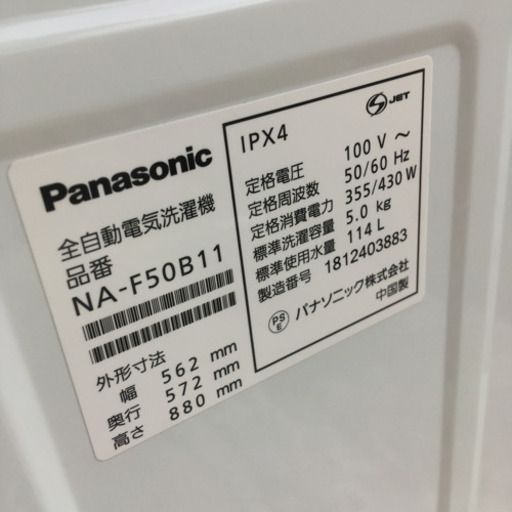 Panasonic
全自動電気洗濯機
品番
NA-F50B11
外形寸法
幅 562 mm
奥行 572 mm
高さ 880 mm
IPX4
JET
定格電圧 100 V ～
定格周波数 50/60 Hz
定格消費電力 355/430 W
標準洗濯容量 5.0 kg
標準使用水量 114 L
製造番号 1812403883
PS
E
パナソニック株式会社
中国製